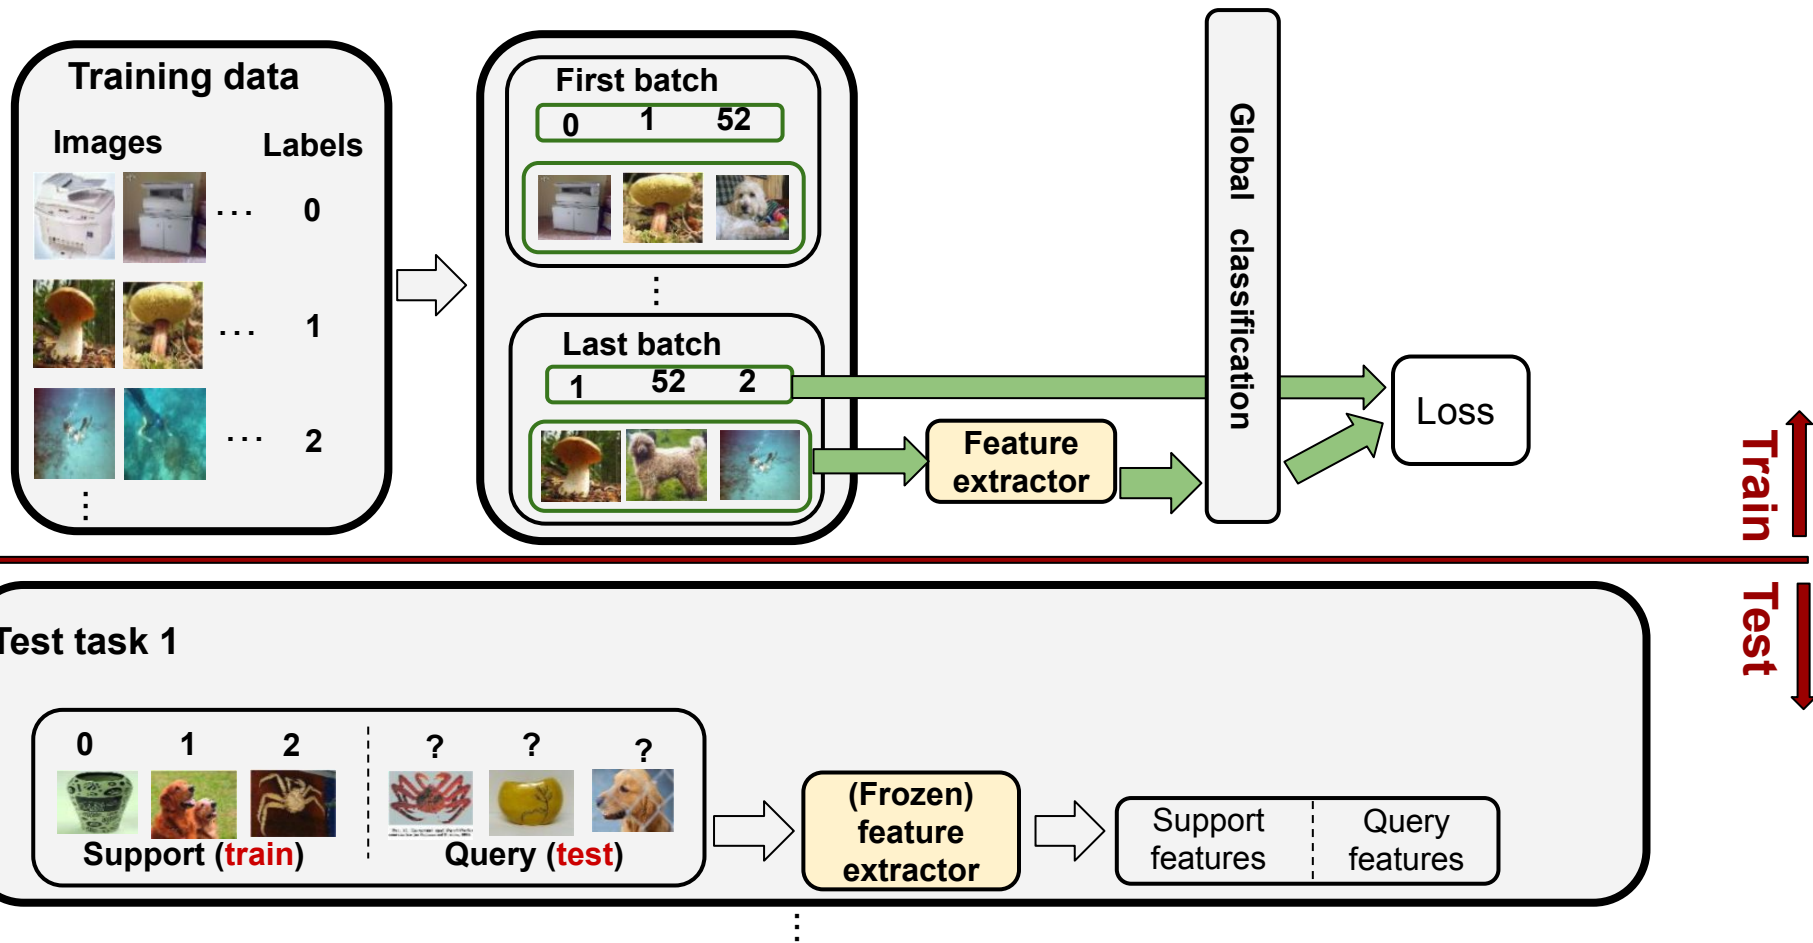 Training data
Images Labels
... 0
... 1
... 2
⋮
First batch
0 1 52
⋮
Last batch
1 52 2
Feature
extractor
Global classification
Loss
Train
Test
Test task 1
0 1 2 ? ? ?
Support (train) Query (test)
(Frozen)
feature
extractor
Support
features
Query
features
⋮